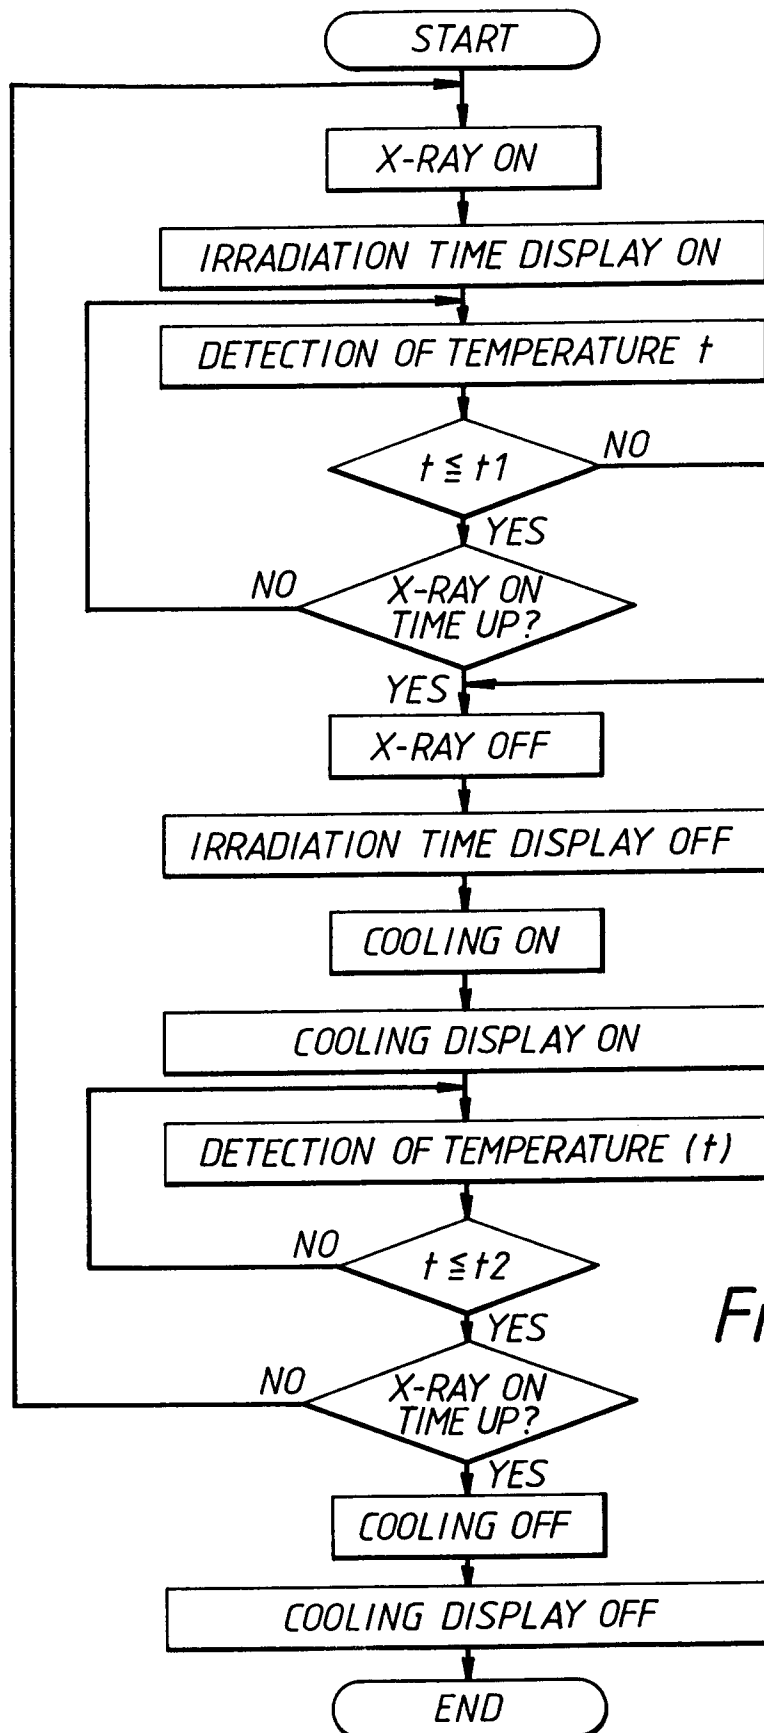 START
X-RAY ON
IRRADIATION TIME DISPLAY ON
DETECTION OF TEMPERATURE t
t ≦ t1
NO
YES
NO
X-RAY ON
TIME UP?
YES
X-RAY OFF
IRRADIATION TIME DISPLAY OFF
COOLING ON
COOLING DISPLAY ON
DETECTION OF TEMPERATURE (t)
NO
t ≦ t2
YES
NO
X-RAY ON
TIME UP?
YES
COOLING OFF
COOLING DISPLAY OFF
END